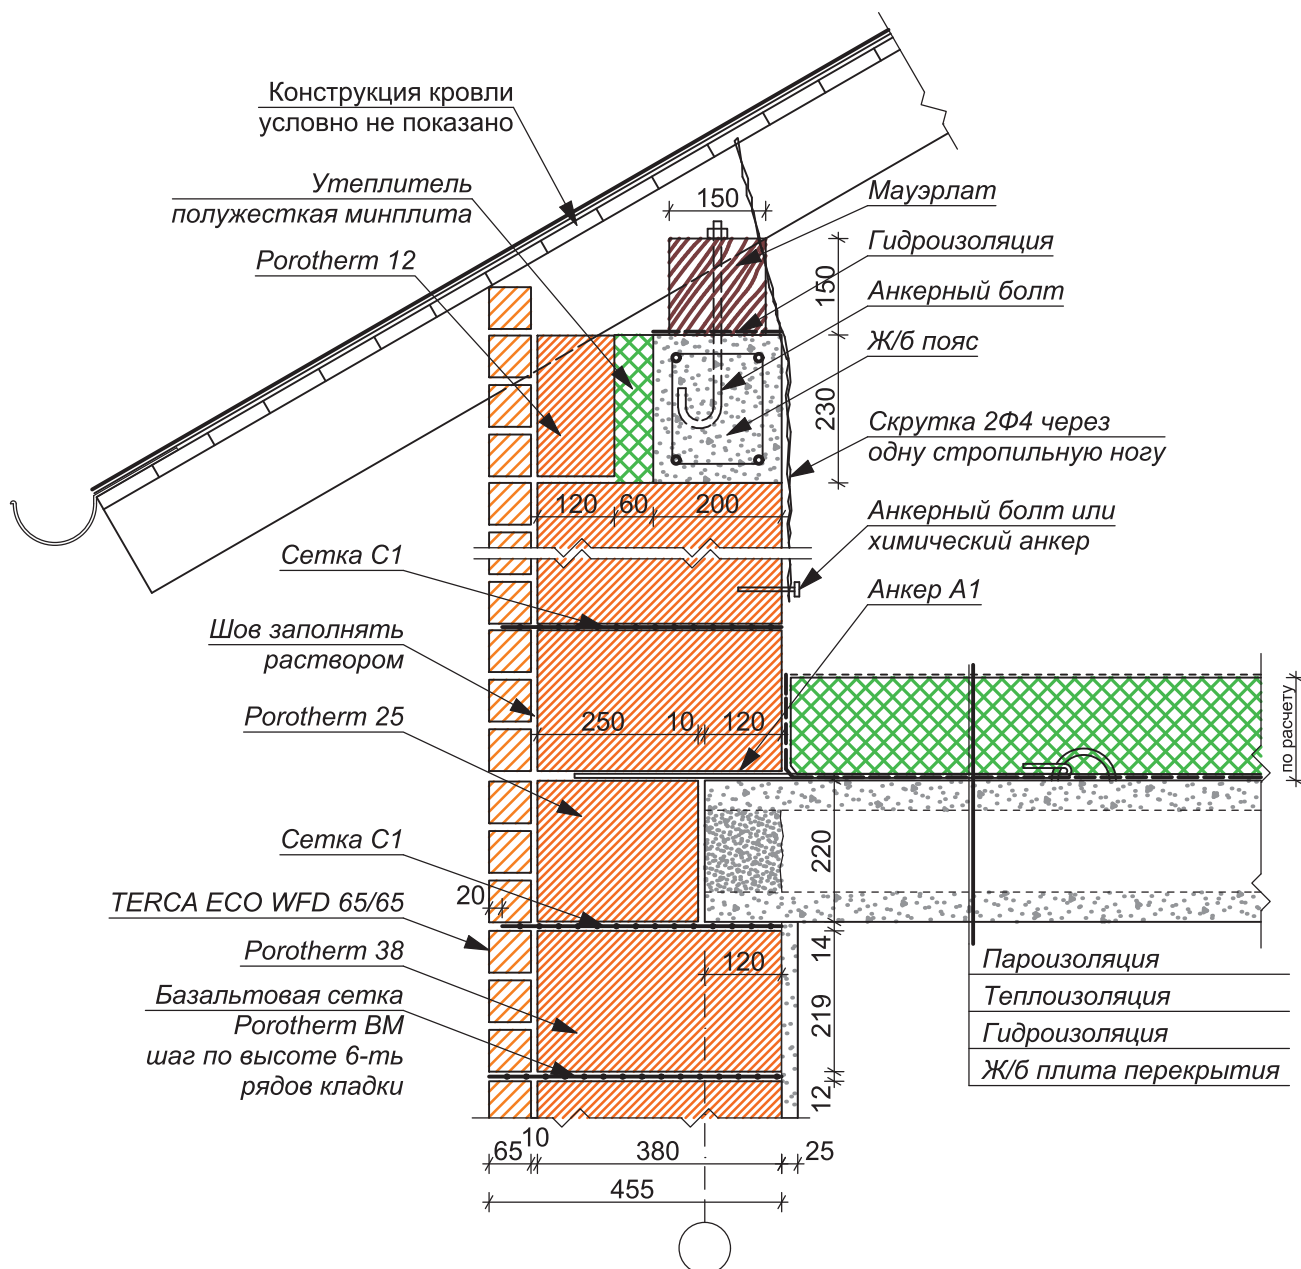 Конструкция кровли
условно не показано
Утеплитель
полужесткая минплита
Porotherm 12
150
Мауэрлат
Гидроизоляция
150
Анкерный болт
Ж/б пояс
230
Скрутка 2Ф4 через
одну стропильную ногу
120
60
200
Анкерный болт или
химический анкер
Сетка С1
Анкер А1
Шов заполнять
раствором
Porotherm 25
250
10
120
по расчету
Сетка С1
220
20
TERCA ECO WFD 65/65
Porotherm 38
14
120
Базальтовая сетка
Porotherm BM
шаг по высоте 6-ть
рядов кладки
219
12
Пароизоляция
Теплоизоляция
Гидроизоляция
Ж/б плита перекрытия
65
10
380
25
455